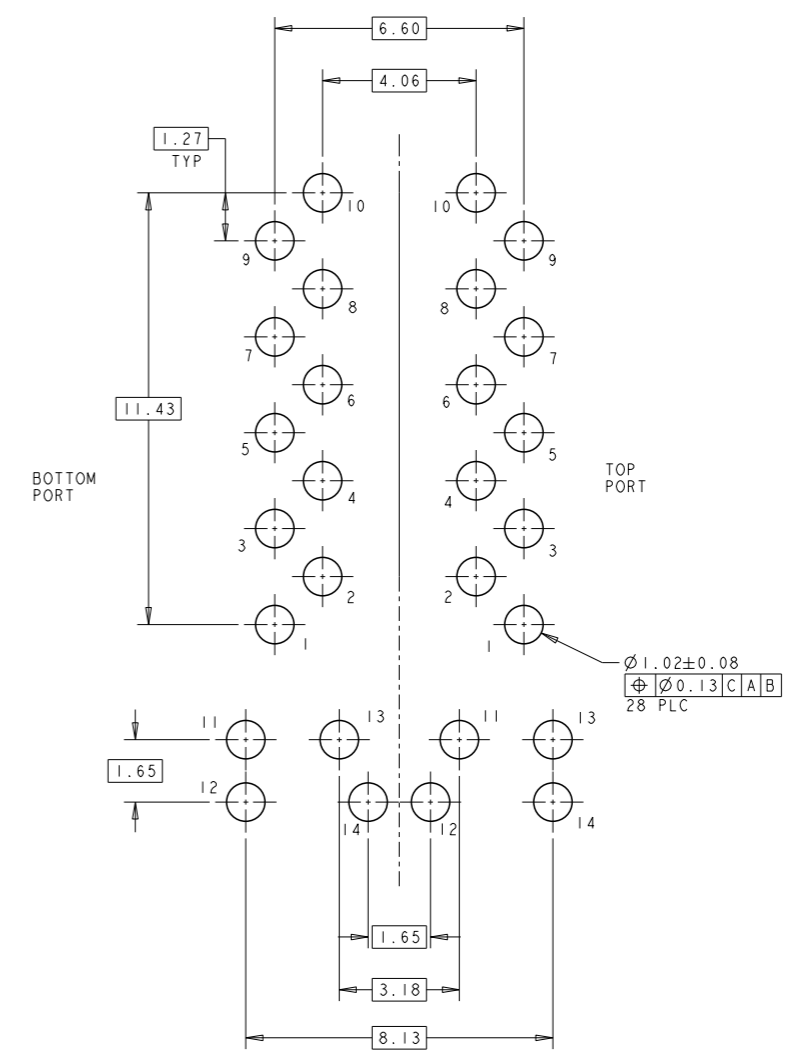 6.60
4.06
1.27
TYP
10 10
9 9
8 8
7 7
6 6
11.43
5 5
BOTTOM
PORT
TOP
PORT
4 4
3 3
2 2
1 1
Ø1.02±0.08
⌖ Ø0.13 C A B
28 PLC
11 13 11 13
1.65
12 14 12 14
1.65
3.18
8.13